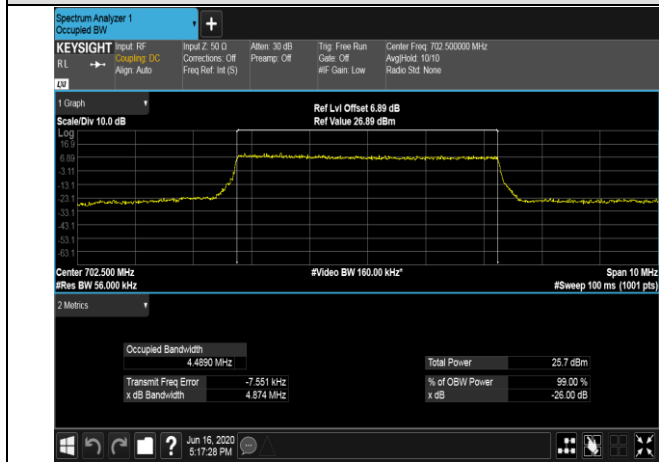 Spectrum Analyzer 1
Occupied BW
+
KEYSIGHT
RL
LXI
Input: RF
Coupling: DC
Align: Auto
Input Z: 50 Ω
Corrections: Off
Freq Ref: Int (S)
Atten: 30 dB
Preamp: Off
Trig: Free Run
Gate: Off
#IF Gain: Low
Center Freq: 702.500000 MHz
Avg|Hold: 10/10
Radio Std: None
1 Graph
Scale/Div 10.0 dB
Ref Lvl Offset 6.89 dB
Ref Value 26.89 dBm
Log
16.9
6.89
-3.11
-13.1
-23.1
-33.1
-43.1
-53.1
-63.1
Center 702.500 MHz
#Res BW 56.000 kHz
#Video BW 160.00 kHz*
Span 10 MHz
#Sweep 100 ms (1001 pts)
2 Metrics
Occupied Bandwidth
4.4890 MHz
Transmit Freq Error -7.551 kHz
x dB Bandwidth 4.874 MHz
Total Power 25.7 dBm
% of OBW Power 99.00 %
x dB -26.00 dB
?
Jun 16, 2020
5:17:28 PM